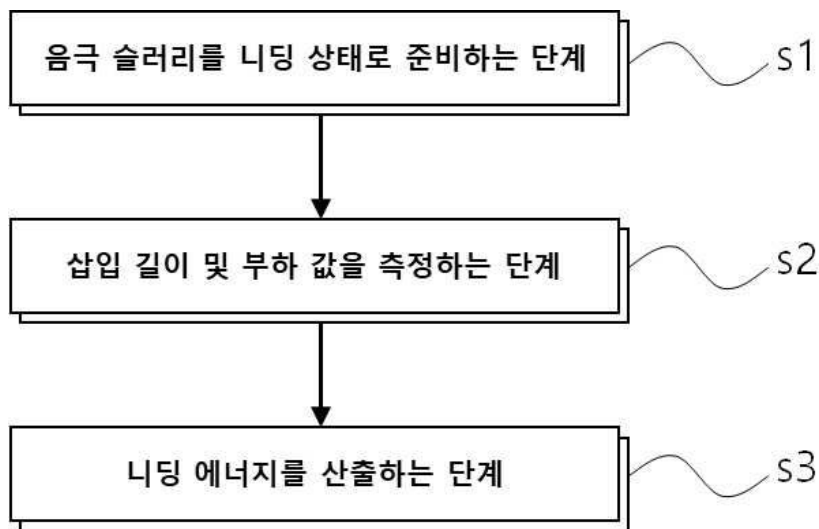 음극 슬러리를 니딩 상태로 준비하는 단계
s1
삽입 길이 및 부하 값을 측정하는 단계
s2
니딩 에너지를 산출하는 단계
s3